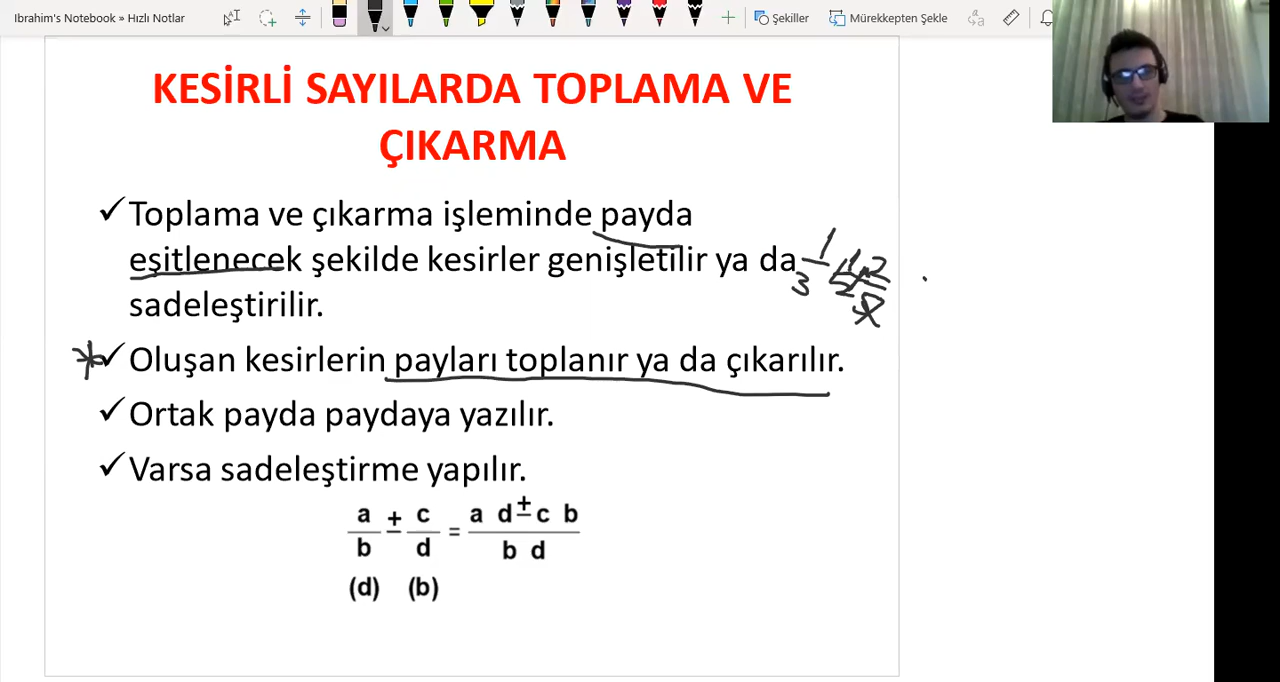 Ibrahim's Notebook » Hızlı Notlar
Şekiller
Mürekkepten Şekle
KESİRLİ SAYILARDA TOPLAMA VE
ÇIKARMA
✓ Toplama ve çıkarma işleminde payda
eşitlenecek şekilde kesirler genişletilir ya da
sadeleştirilir.
1
3
✓ Oluşan kesirlerin payları toplanır ya da çıkarılır.
✓ Ortak payda paydaya yazılır.
✓ Varsa sadeleştirme yapılır.
a ± c = a d ± c b
b d b d
(d) (b)